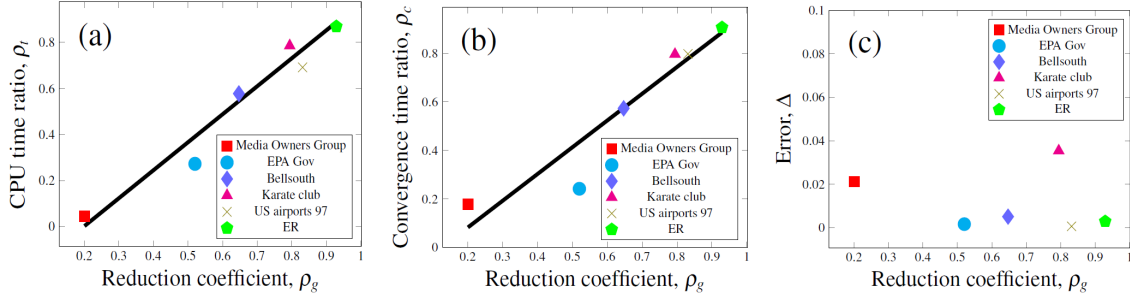 (a)
CPU time ratio, ρt
0.8
0.6
0.4
0.2
0
Media Owners Group
EPA Gov
Bellsouth
Karate club
US airports 97
ER
0.2 0.3 0.4 0.5 0.6 0.7 0.8 0.9 1
Reduction coefficient, ρg
(b)
Convergence time ratio, ρc
0.8
0.6
0.4
0.2
0
Media Owners Group
EPA Gov
Bellsouth
Karate club
US airports 97
ER
0.2 0.3 0.4 0.5 0.6 0.7 0.8 0.9 1
Reduction coefficient, ρg
(c)
Error, Δ
0.1
0.08
0.06
0.04
0.02
0
Media Owners Group
EPA Gov
Bellsouth
Karate club
US airports 97
ER
0.2 0.3 0.4 0.5 0.6 0.7 0.8 0.9 1
Reduction coefficient, ρg